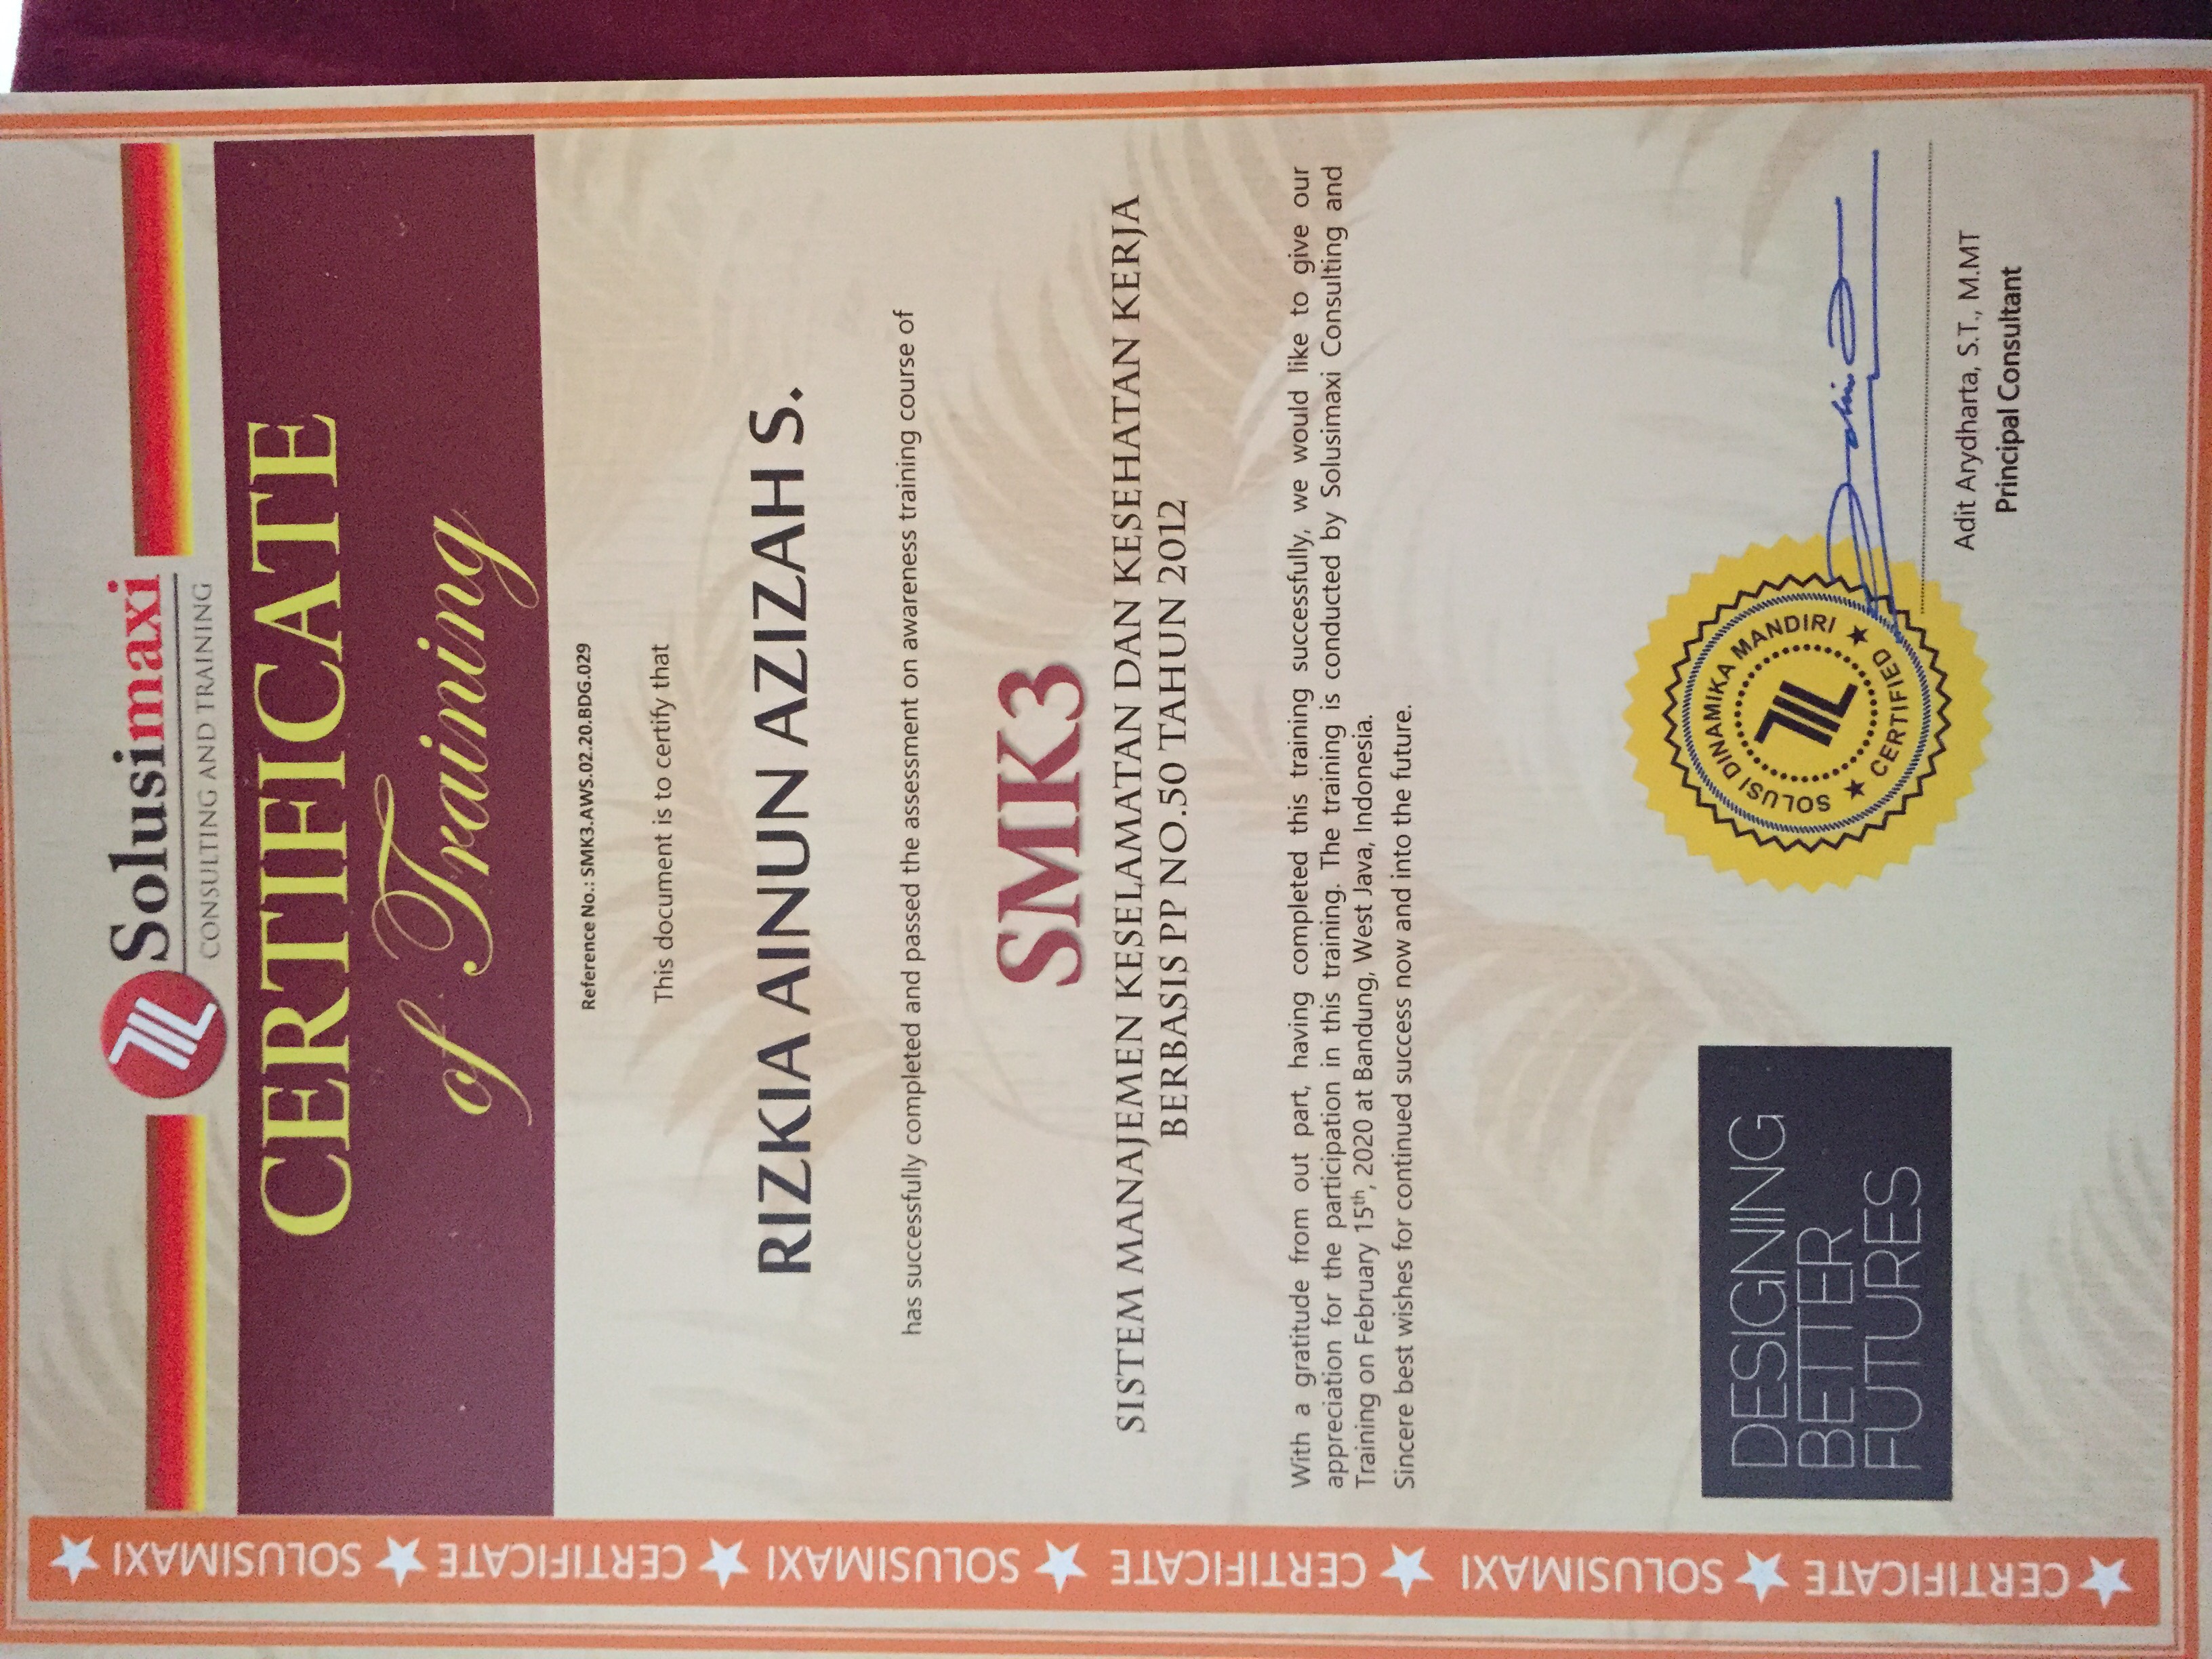 Solusimaxi
CONSULTING AND TRAINING
CERTIFICATE
of Training
Reference No.: SMK3.AWS.02.20.BDG.029
This document is to certify that
RIZKIA AINUN AZIZAH S.
has successfully completed and passed the assessment on awareness training course of
SMK3
SISTEM MANAJEMEN KESELAMATAN DAN KESEHATAN KERJA
BERBASIS PP NO.50 TAHUN 2012
With a gratitude from out part, having completed this training successfully, we would like to give our
appreciation for the participation in this training. The training is conducted by Solusimaxi Consulting and
Training on February 15th, 2020 at Bandung, West Java, Indonesia.
Sincere best wishes for continued success now and into the future.
DESIGNING
BETTER
FUTURES
SOLUSI DINAMIKA MANDIRI
★ CERTIFIED ★
Adit Arydharta, S.T., M.MT
Principal Consultant
★ CERTIFICATE ★ SOLUSIMAXI ★ CERTIFICATE ★ SOLUSIMAXI ★ CERTIFICATE ★ SOLUSIMAXI ★